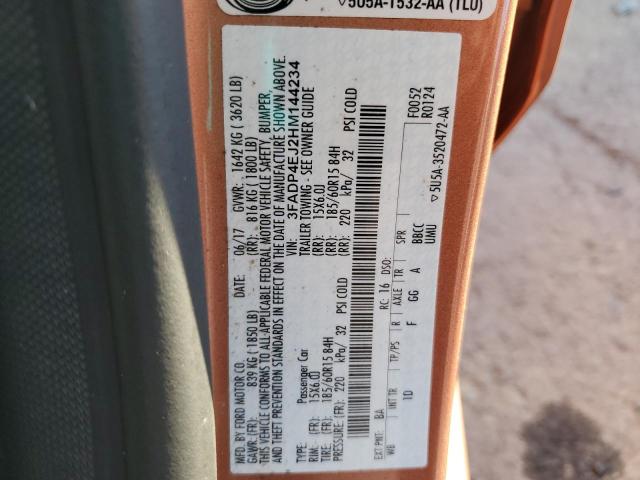 5U5A-1532-AA (TLU)
MFD. BY FORD MOTOR CO. DATE: 06/17 GVWR: 1642 KG ( 3620 LB)
GAWR: (FR): 839 KG ( 1850 LB) (RR): 816 KG ( 1800 LB)
THIS VEHICLE CONFORMS TO ALL APPLICABLE FEDERAL MOTOR VEHICLE SAFETY, BUMPER,
AND THEFT PREVENTION STANDARDS IN EFFECT ON THE DATE OF MANUFACTURE SHOWN ABOVE.
VIN: 3FADP4EJ2HM144234
Passenger Car TRAILER TOWING - SEE OWNER GUIDE
RIM: (FR): 15X6.0J (RR): 15X6.0J
TIRE: (FR): 185/60R15 84H (RR): 185/60R15 84H
PRESSURE: (FR): 220 kPa/ 32 PSI COLD (RR): 220 kPa/ 32 PSI COLD
EXT PNT: BA RC: 16 DSO: F0052
R0124
WB INT TR TP/PS R AXLE TR SPR BBCC
1D F GG A UMU
▽5U5A-3520472-AA